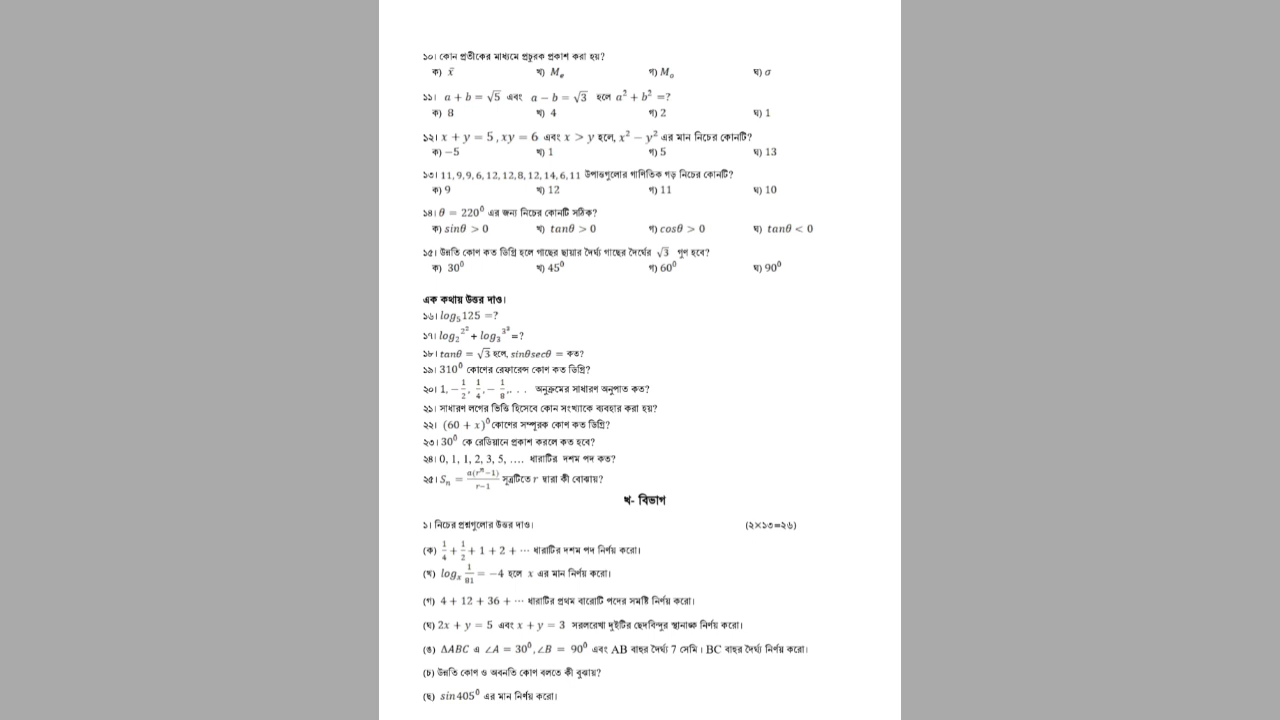 ১০। কোন প্রতীকের মাধ্যমে প্রচুরক প্রকাশ করা হয়?
ক) x̄ খ) Mₑ গ) Mₒ ঘ) σ
১১। a + b = √5 এবং a − b = √3 হলে a² + b² =?
ক) 8 খ) 4 গ) 2 ঘ) 1
১২। x + y = 5 , xy = 6 এবং x > y হলে, x² − y² এর মান নিচের কোনটি?
ক) −5 খ) 1 গ) 5 ঘ) 13
১৩। 11, 9, 9, 6, 12, 12, 8, 12, 14, 6, 11 উপাত্তগুলোর গাণিতিক গড় নিচের কোনটি?
ক) 9 খ) 12 গ) 11 ঘ) 10
১৪। θ = 220⁰ এর জন্য নিচের কোনটি সঠিক?
ক) sinθ > 0 খ) tanθ > 0 গ) cosθ > 0 ঘ) tanθ < 0
১৫। উন্নতি কোণ কত ডিগ্রি হলে গাছের ছায়ার দৈর্ঘ্য গাছের দৈর্ঘের √3 গুণ হবে?
ক) 30⁰ খ) 45⁰ গ) 60⁰ ঘ) 90⁰
এক কথায় উত্তর দাও।
১৬। log₅125 =?
১৭। log₂^(2²) + log₃^(3³) =?
১৮। tanθ = √3 হলে, sinθsecθ = কত?
১৯। 310⁰ কোণের রেফারেন্স কোণ কত ডিগ্রি?
২০। 1, −1/2, 1/4, −1/8, . . . অনুক্রমের সাধারণ অনুপাত কত?
২১। সাধারণ লগের ভিত্তি হিসেবে কোন সংখ্যাকে ব্যবহার করা হয়?
২২। (60 + x)⁰ কোণের সম্পূরক কোণ কত ডিগ্রি?
২৩। 30⁰ কে রেডিয়ানে প্রকাশ করলে কত হবে?
২৪। 0, 1, 1, 2, 3, 5, .... ধারাটির দশম পদ কত?
২৫। Sₙ = a(rⁿ−1)/r−1 সূত্রটিতে r দ্বারা কী বোঝায়?
খ- বিভাগ
১। নিচের প্রশ্নগুলোর উত্তর দাও। (২×১৩=২৬)
(ক) 1/4 + 1/2 + 1 + 2 + ⋯ ধারাটির দশম পদ নির্ণয় করো।
(খ) logₓ 1/81 = −4 হলে x এর মান নির্ণয় করো।
(গ) 4 + 12 + 36 + ⋯ ধারাটির প্রথম বারোটি পদের সমষ্টি নির্ণয় করো।
(ঘ) 2x + y = 5 এবং x + y = 3 সরলরেখা দুইটির ছেদবিন্দুর স্থানাঙ্ক নির্ণয় করো।
(ঙ) ΔABC এ ∠A = 30⁰, ∠B = 90⁰ এবং AB বাহুর দৈর্ঘ্য 7 সেমি। BC বাহুর দৈর্ঘ্য নির্ণয় করো।
(চ) উন্নতি কোণ ও অবনতি কোণ বলতে কী বুঝায়?
(ছ) sin405⁰ এর মান নির্ণয় করো।